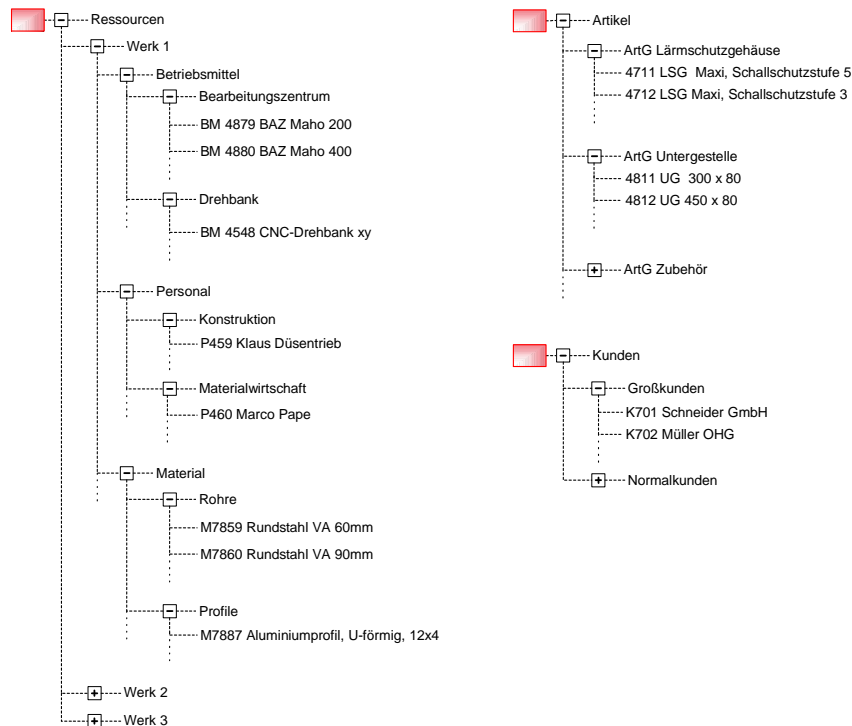 Ressourcen
Werk 1
Betriebsmittel
Bearbeitungszentrum
BM 4879 BAZ Maho 200
BM 4880 BAZ Maho 400
Drehbank
BM 4548 CNC-Drehbank xy
Personal
Konstruktion
P459 Klaus Düsentrieb
Materialwirtschaft
P460 Marco Pape
Material
Rohre
M7859 Rundstahl VA 60mm
M7860 Rundstahl VA 90mm
Profile
M7887 Aluminiumprofil, U-förmig, 12x4
Werk 2
Werk 3
Artikel
ArtG Lärmschutzgehäuse
4711 LSG  Maxi, Schallschutzstufe 5
4712 LSG Maxi, Schallschutzstufe 3
ArtG Untergestelle
4811 UG  300 x 80
4812 UG 450 x 80
ArtG Zubehör
Kunden
Großkunden
K701 Schneider GmbH
K702 Müller OHG
Normalkunden